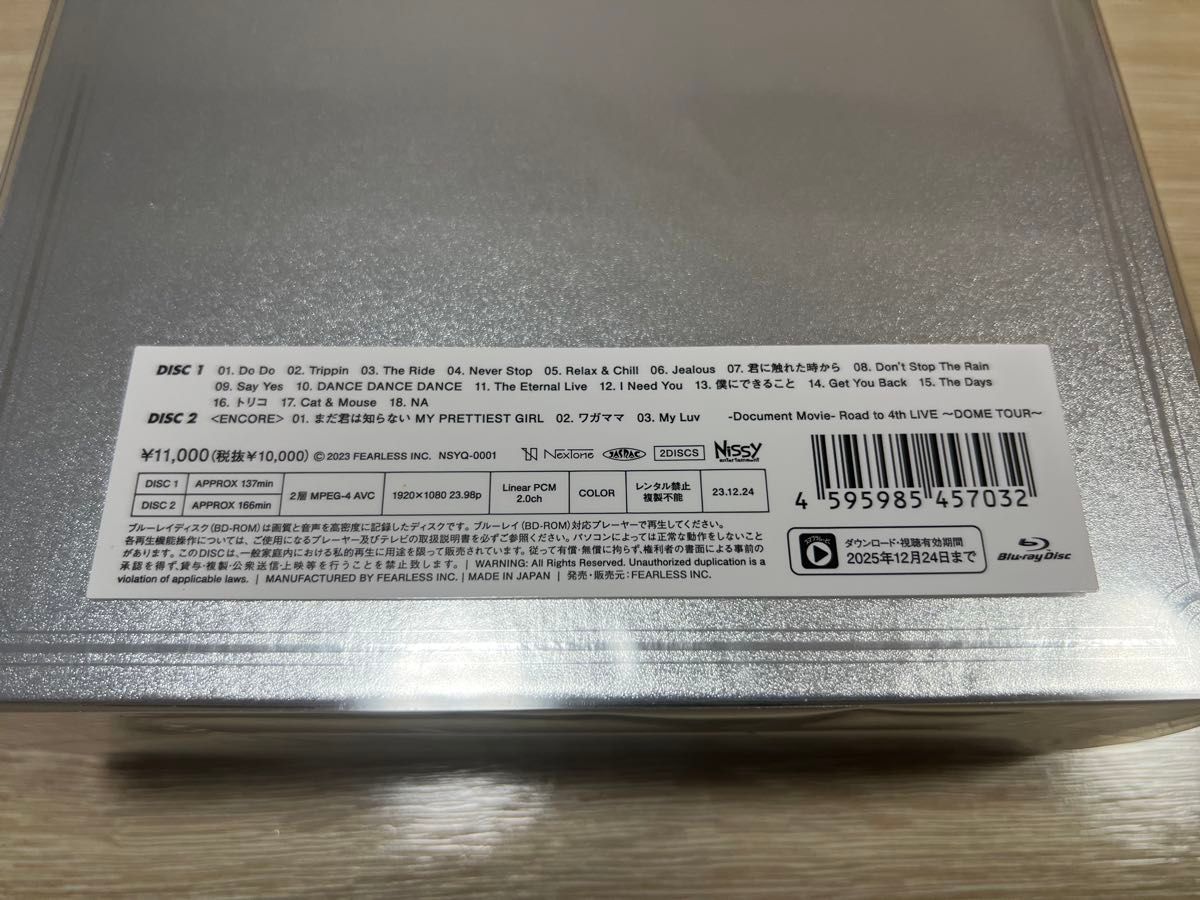 DISC 1 01. Do Do 02. Trippin 03. The Ride 04. Never Stop 05. Relax & Chill 06. Jealous 07. 君に触れた時から 08. Don't Stop The Rain
09. Say Yes 10. DANCE DANCE DANCE 11. The Eternal Live 12. I Need You 13. 僕にできること 14. Get You Back 15. The Days
16. トリコ 17. Cat & Mouse 18. NA
DISC 2 <ENCORE> 01. まだ君は知らない MY PRETTIEST GIRL 02. ワガママ 03. My Luv -Document Movie- Road to 4th LIVE ～DOME TOUR～
¥11,000(税抜¥10,000) © 2023 FEARLESS INC. NSYQ-0001 NexTone JASRAC 2DISCS Nissy entertainment
DISC 1 APPROX 137min
DISC 2 APPROX 166min
2層 MPEG-4 AVC
1920×1080 23.98p
Linear PCM
2.0ch
COLOR
レンタル禁止
複製不能
23.12.24
4 595985 457032
ブルーレイディスク(BD-ROM)は画質と音声を高密度に記録したディスクです。ブルーレイ(BD-ROM)対応プレーヤーで再生してください。
各再生機能操作については、ご使用になるプレーヤー及びテレビの取扱説明書を必ずご参照ください。パソコンによっては正常な動作をしないこと
があります。このDISCは、一般家庭内における私的再生に用途を限って販売されています。従って有償・無償に拘らず、権利者の書面による事前の
承認を得ず、貸与・複製・公衆送信・上映等を行うことを禁止致します。 | WARNING: All Rights Reserved. Unauthorized duplication is a
violation of applicable laws. | MANUFACTURED BY FEARLESS INC. | MADE IN JAPAN | 発売・販売元:FEARLESS INC.
ダウンロード・視聴有効期間
2025年12月24日まで
Blu-ray Disc